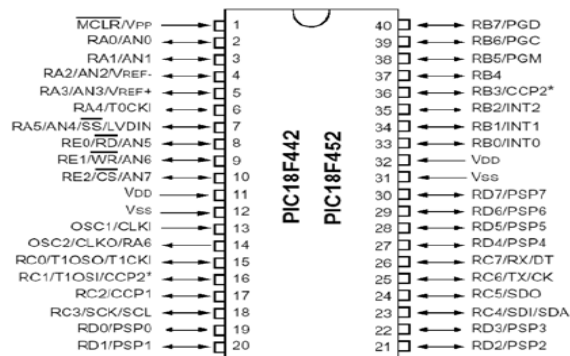 MCLR/VPP 1 40 RB7/PGD
RA0/AN0 2 39 RB6/PGC
RA1/AN1 3 38 RB5/PGM
RA2/AN2/VREF- 4 37 RB4
RA3/AN3/VREF+ 5 36 RB3/CCP2*
RA4/T0CKI 6 35 RB2/INT2
RA5/AN4/SS/LVDIN 7 34 RB1/INT1
RE0/RD/AN5 8 33 RB0/INT0
RE1/WR/AN6 9 32 VDD
RE2/CS/AN7 10 31 VSS
VDD 11 30 RD7/PSP7
VSS 12 29 RD6/PSP6
OSC1/CLKI 13 28 RD5/PSP5
OSC2/CLKO/RA6 14 27 RD4/PSP4
RC0/T1OSO/T1CKI 15 26 RC7/RX/DT
RC1/T1OSI/CCP2* 16 25 RC6/TX/CK
RC2/CCP1 17 24 RC5/SDO
RC3/SCK/SCL 18 23 RC4/SDI/SDA
RD0/PSP0 19 22 RD3/PSP3
RD1/PSP1 20 21 RD2/PSP2
PIC18F442
PIC18F452